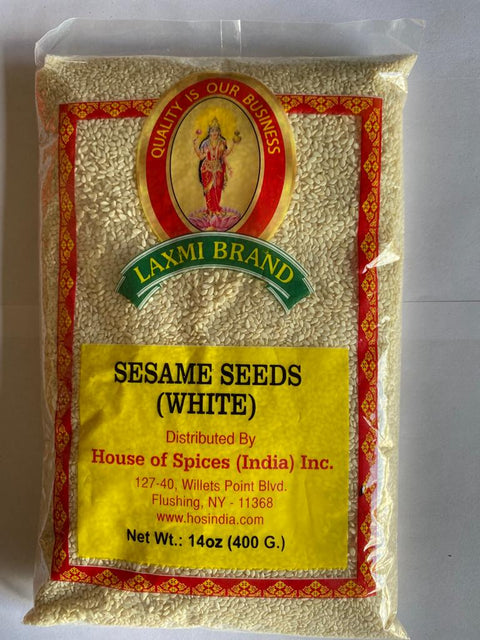 QUALITY IS OUR BUSINESS
LAXMI BRAND
SESAME SEEDS
(WHITE)
Distributed By
House of Spices (India) Inc.
127-40, Willets Point Blvd.
Flushing, NY - 11368
www.hosindia.com
Net Wt.: 14oz (400 G.)